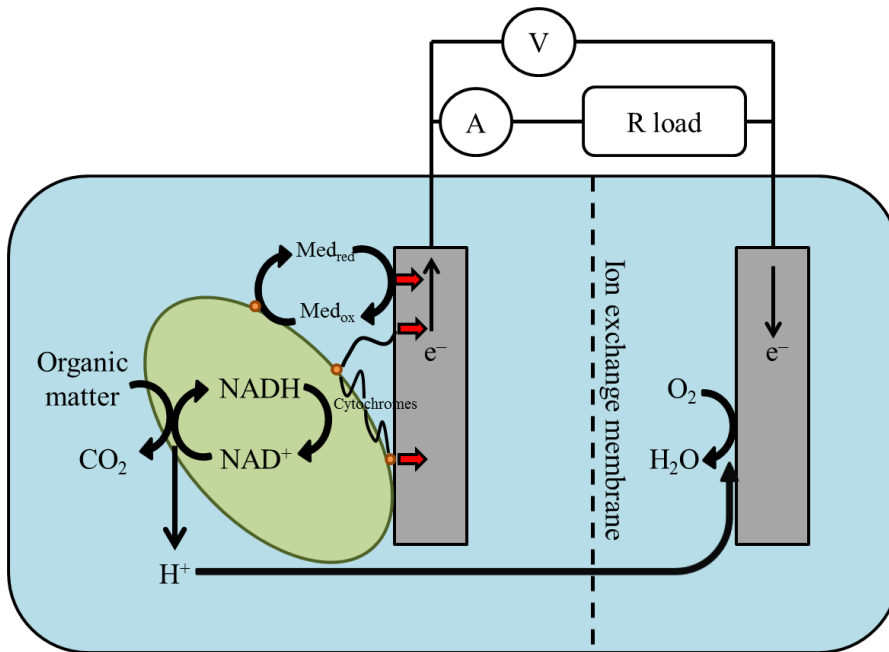 V
A
R load
Med_red
Med_ox
e⁻
Organic
matter
NADH
Cytochromes
NAD⁺
CO₂
H⁺
Ion exchange membrane
O₂
H₂O
e⁻